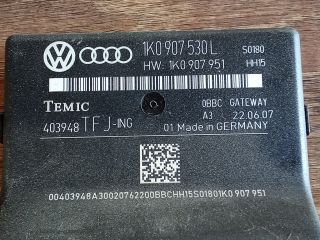 1K0 907 530 L S0180
HW: 1K0 907 951 HH15
TEMIC 0BBC GATEWAY
403948 TFJ-ING A3 22.06.07
01 Made in GERMANY
00403948A30020762200BBCHH15S01801K0 907 951